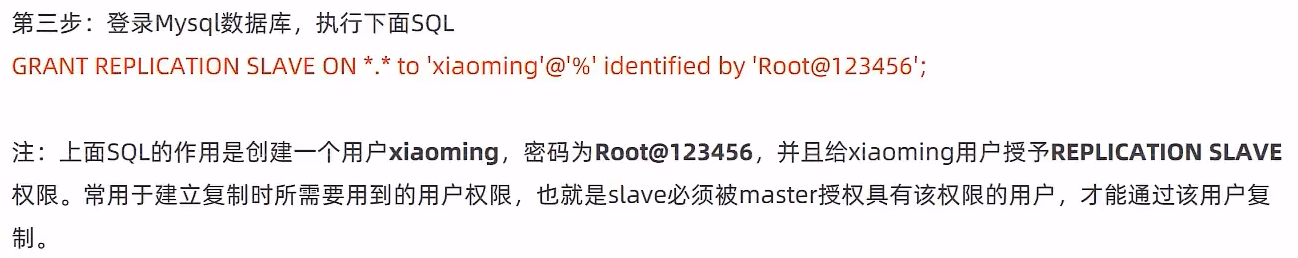 第三步：登录Mysql数据库，执行下面SQL
GRANT REPLICATION SLAVE ON *.* to 'xiaoming'@'%' identified by 'Root@123456';
注：上面SQL的作用是创建一个用户xiaoming，密码为Root@123456，并且给xiaoming用户授予REPLICATION SLAVE
权限。常用于建立复制时所需要用到的用户权限，也就是slave必须被master授权具有该权限的用户，才能通过该用户复
制。